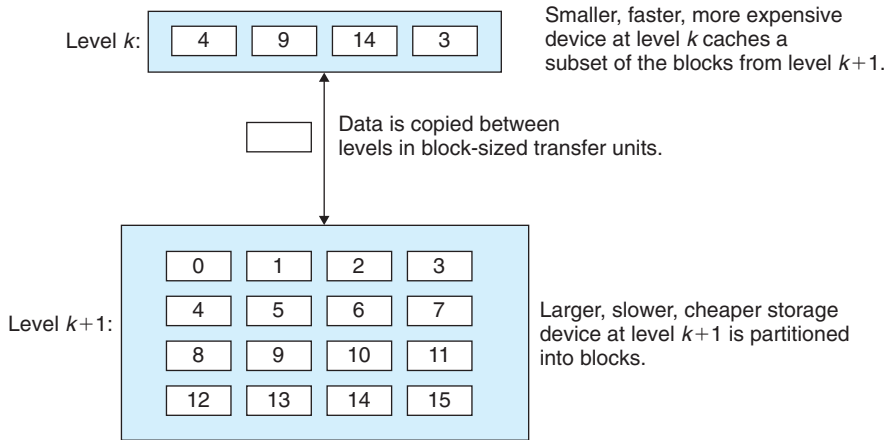 Level k:
4 9 14 3
Smaller, faster, more expensive
device at level k caches a
subset of the blocks from level k+1.
Data is copied between
levels in block-sized transfer units.
Level k+1:
0 1 2 3
4 5 6 7
8 9 10 11
12 13 14 15
Larger, slower, cheaper storage
device at level k+1 is partitioned
into blocks.